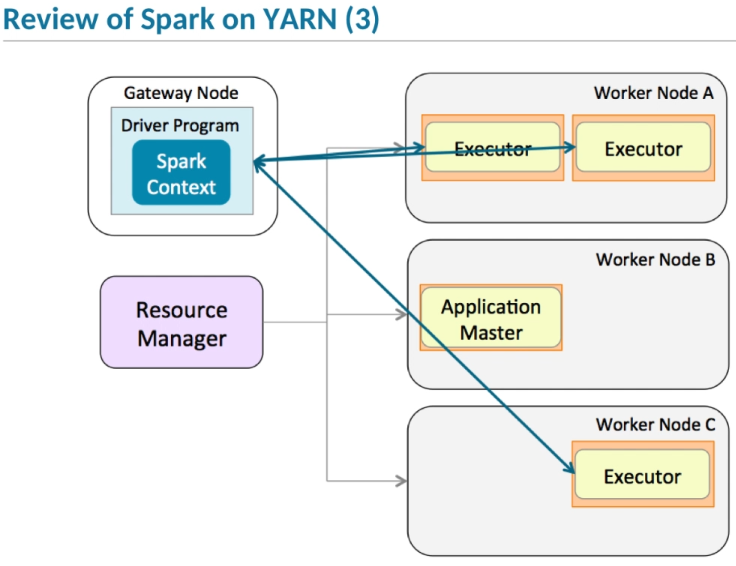 Review of Spark on YARN (3)
Gateway Node
Driver Program
Spark
Context
Resource
Manager
Worker Node A
Executor
Executor
Worker Node B
Application
Master
Worker Node C
Executor